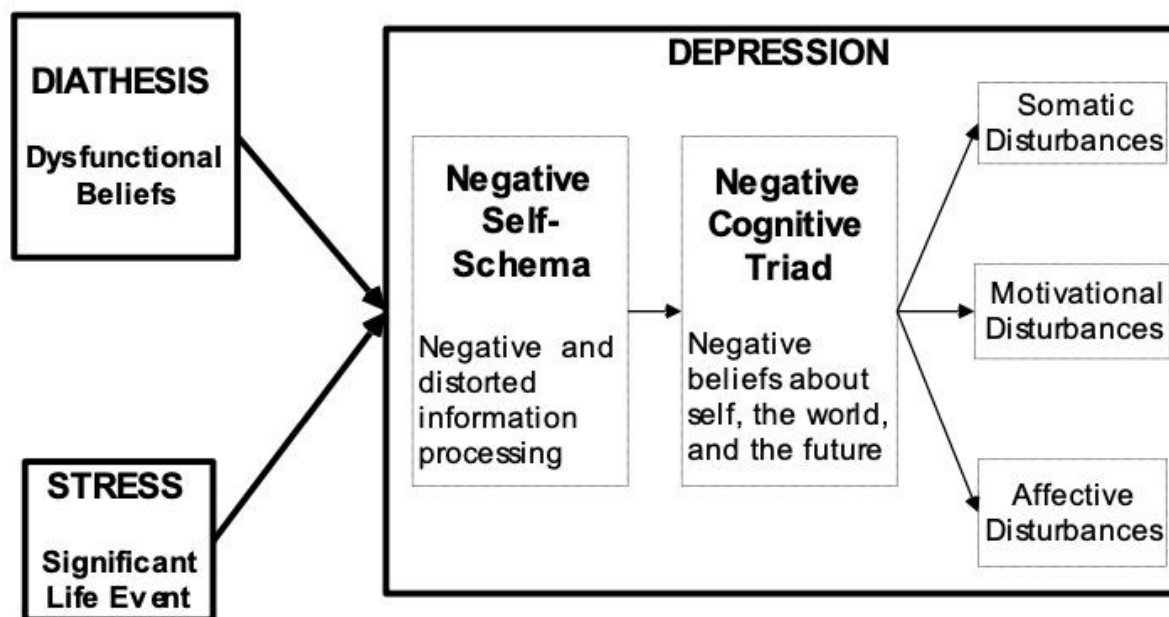 DIATHESIS
Dysfunctional
Beliefs
STRESS
Significant
Life Event
DEPRESSION
Negative
Self-
Schema
Negative and
distorted
information
processing
Negative
Cognitive
Triad
Negative
beliefs about
self, the world,
and the future
Somatic
Disturbances
Motivational
Disturbances
Affective
Disturbances